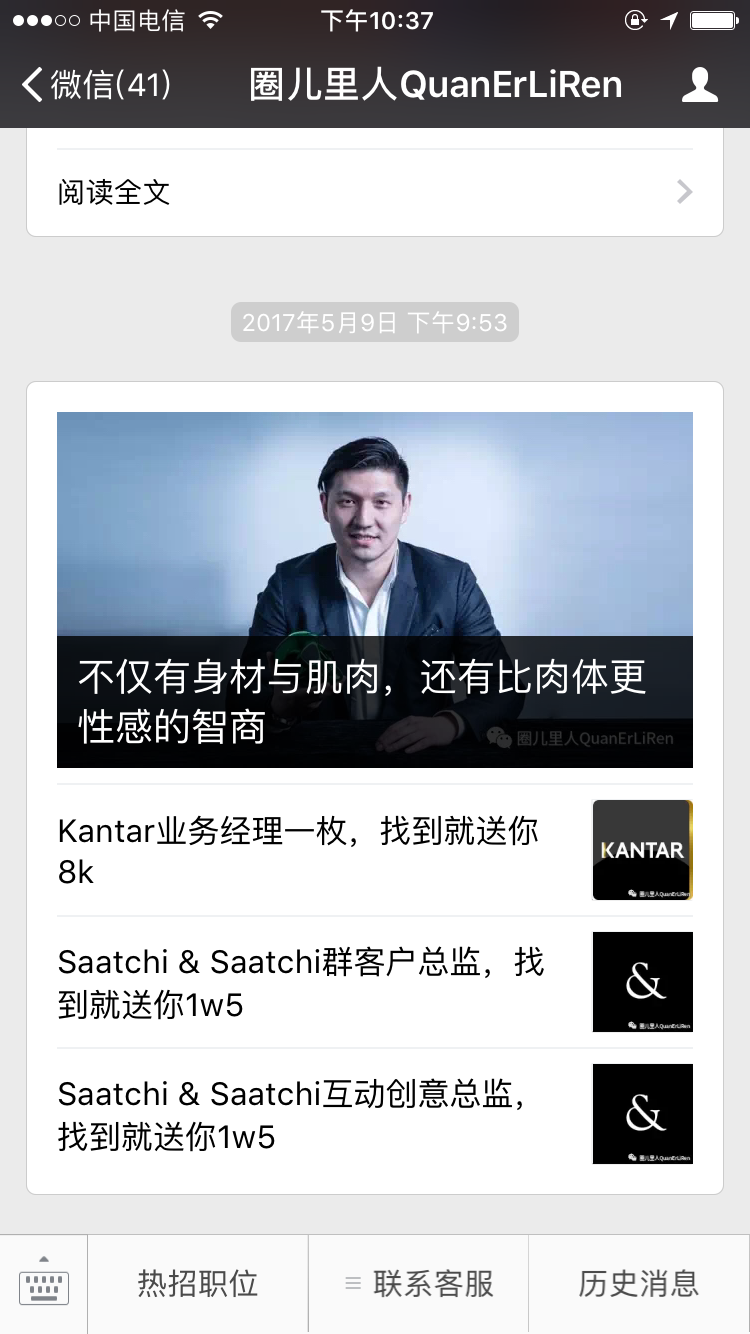 中国电信
下午10:37
微信(41)
圈儿里人QuanErLiRen
阅读全文
2017年5月9日 下午9:53
不仅有身材与肌肉，还有比肉体更
性感的智商
圈儿里人QuanErLiRen
Kantar业务经理一枚，找到就送你
8k
KANTAR
圈儿里人QuanErLiRen
Saatchi & Saatchi群客户总监，找
到就送你1w5
&
圈儿里人QuanErLiRen
Saatchi & Saatchi互动创意总监，
找到就送你1w5
&
圈儿里人QuanErLiRen
热招职位
联系客服
历史消息